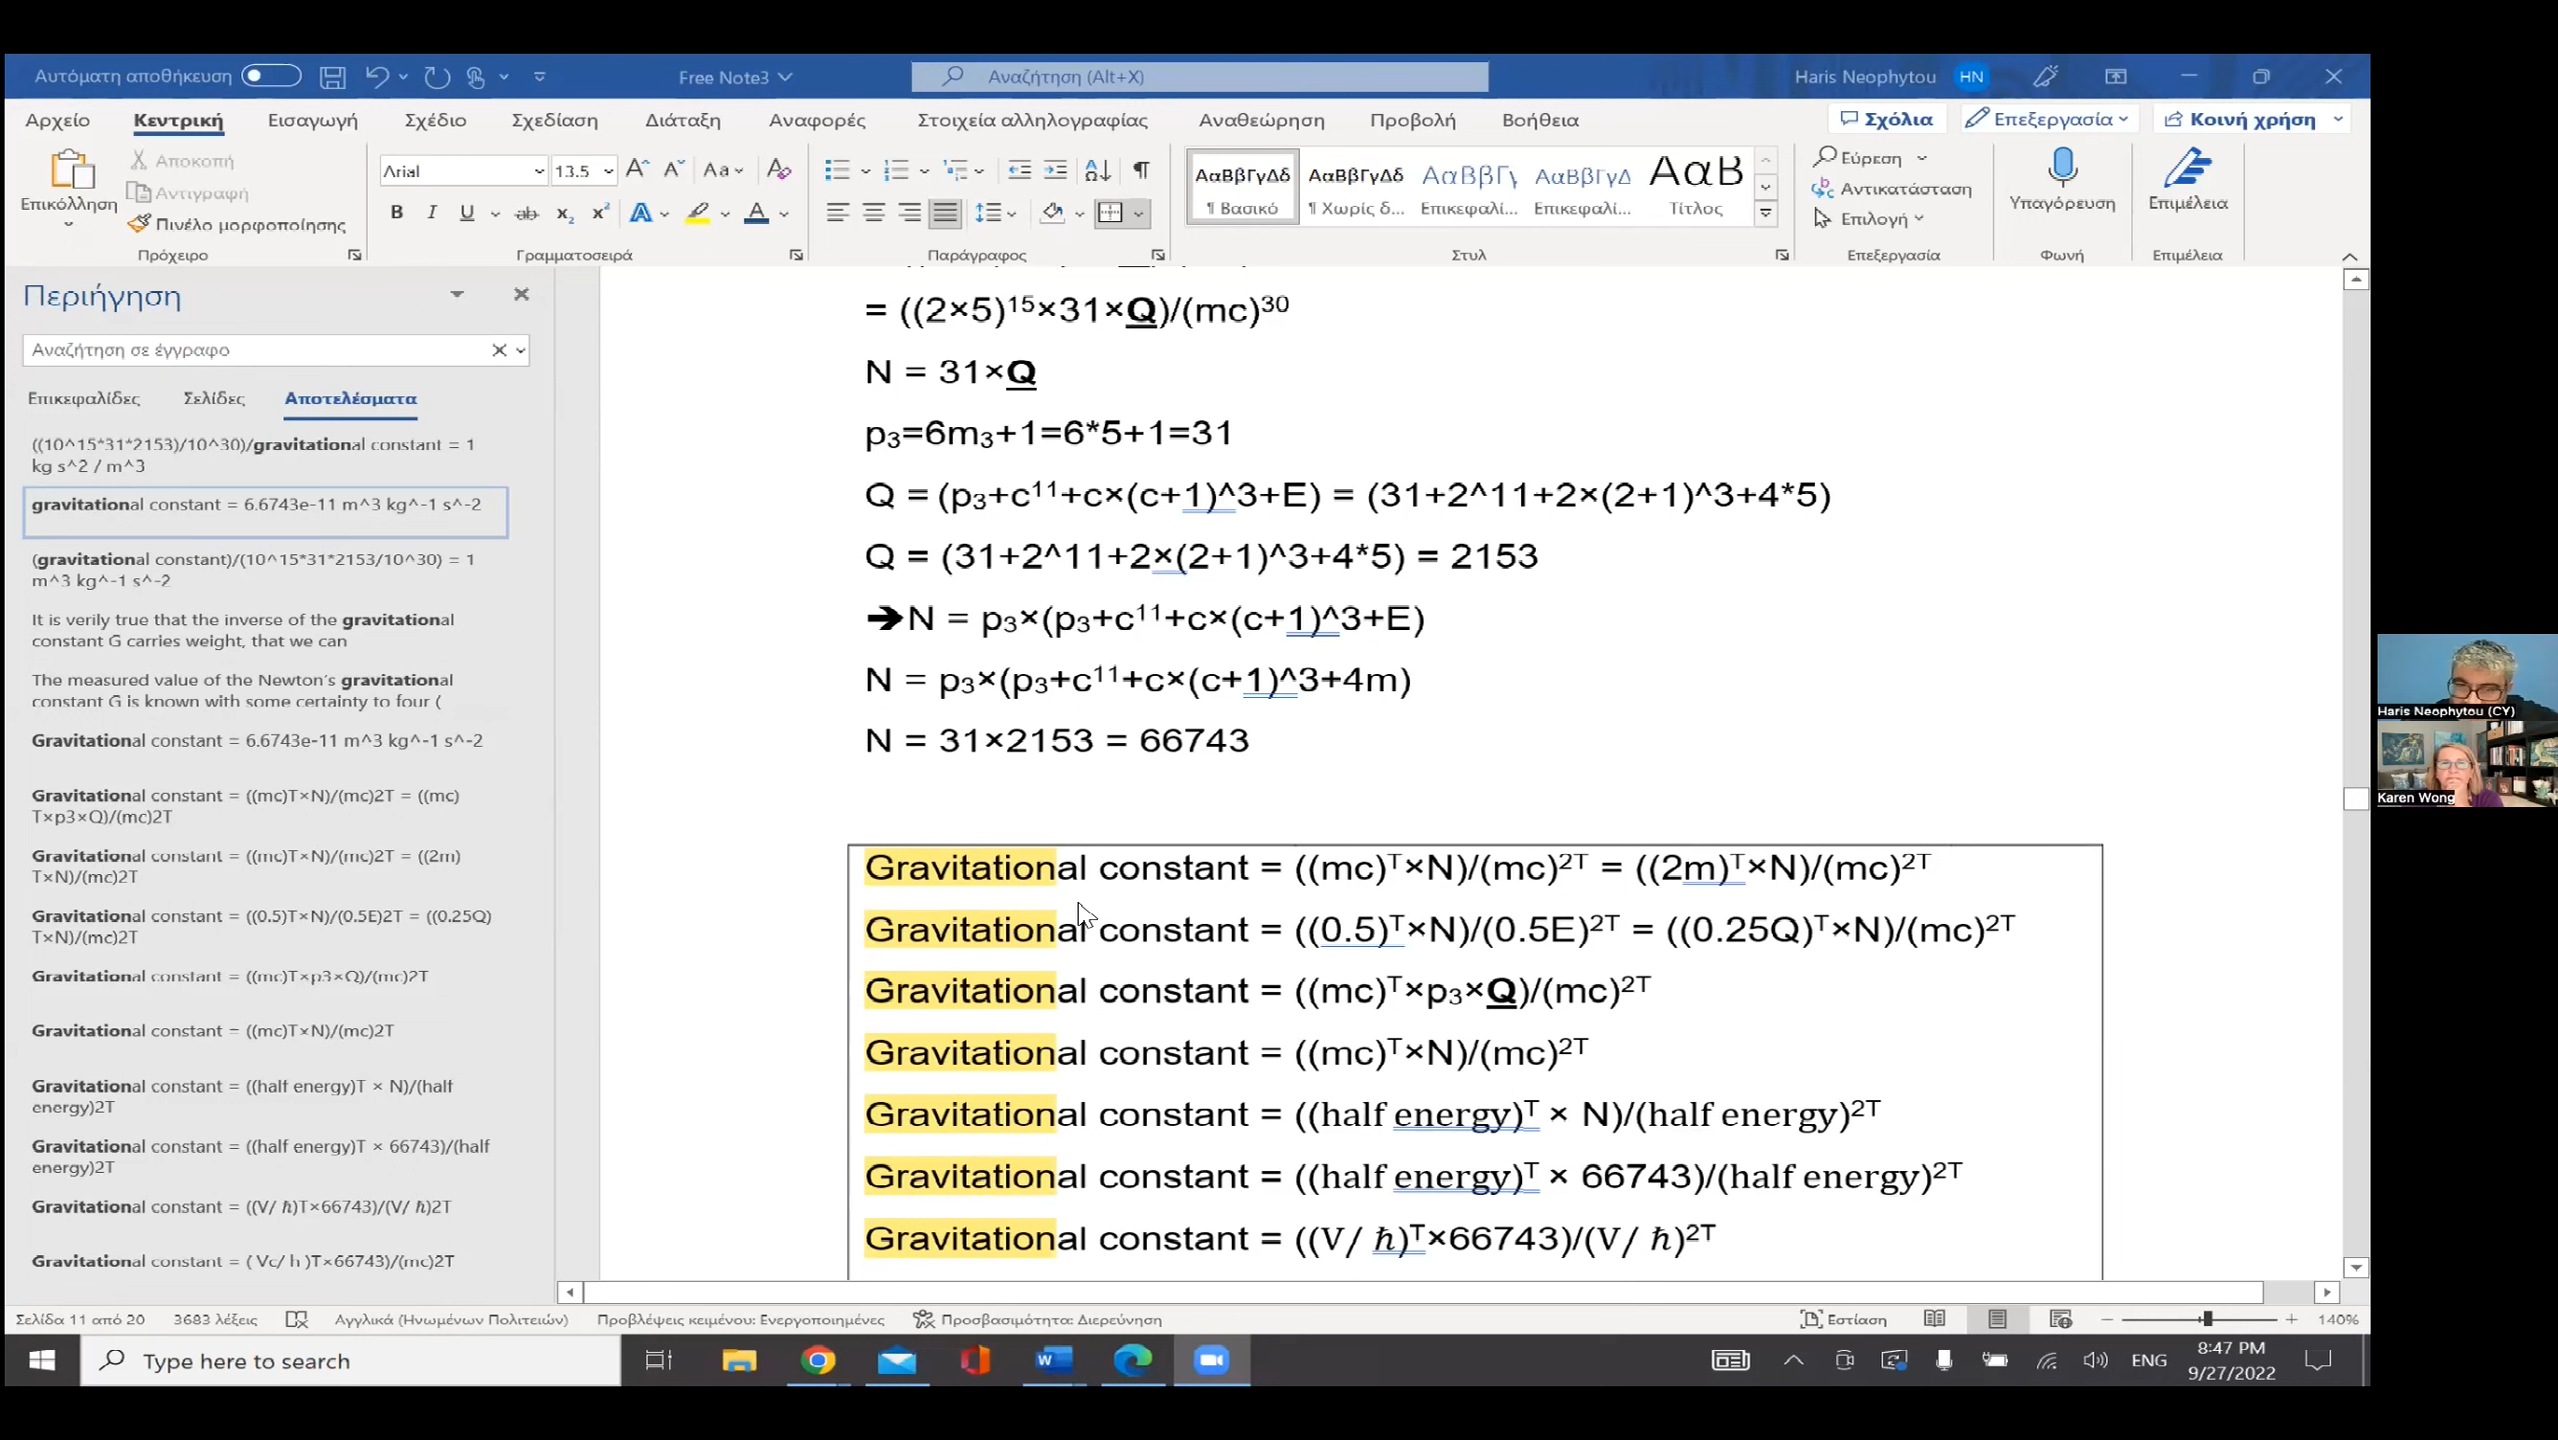 Αυτόματη αποθήκευση
Free Note3
Αναζήτηση (Alt+X)
Haris Neophytou HN
Αρχείο Κεντρική Εισαγωγή Σχέδιο Σχεδίαση Διάταξη Αναφορές Στοιχεία αλληλογραφίας Αναθεώρηση Προβολή Βοήθεια Σχόλια Επεξεργασία Κοινή χρήση
Επικόλληση
Αποκοπή
Αντιγραφή
Πινέλο μορφοποίησης
Πρόχειρο
Arial 13.5
Γραμματοσειρά
Παράγραφος
ΑαΒβΓγΔδ ΑαΒβΓγΔδ ΑαΒβΓγ ΑαΒβΓγΔ ΑαΒ
¶ Βασικό ¶ Χωρίς δ... Επικεφαλί... Επικεφαλί... Τίτλος
Στυλ
Εύρεση
Αντικατάσταση
Επιλογή
Επεξεργασία
Υπαγόρευση
Φωνή
Επιμέλεια
Επιμέλεια
Περιήγηση
Αναζήτηση σε έγγραφο
Επικεφαλίδες Σελίδες Αποτελέσματα
((10^15*31*2153)/10^30)/gravitational constant = 1
kg s^2 / m^3
gravitational constant = 6.6743e-11 m^3 kg^-1 s^-2
(gravitational constant)/(10^15*31*2153/10^30) = 1
m^3 kg^-1 s^-2
It is verily true that the inverse of the gravitational
constant G carries weight, that we can
The measured value of the Newton's gravitational
constant G is known with some certainty to four (
Gravitational constant = 6.6743e-11 m^3 kg^-1 s^-2
Gravitational constant = ((mc)T×N)/(mc)2T = ((mc)
T×p3×Q)/(mc)2T
Gravitational constant = ((mc)T×N)/(mc)2T = ((2m)
T×N)/(mc)2T
Gravitational constant = ((0.5)T×N)/(0.5E)2T = ((0.25Q)
T×N)/(mc)2T
Gravitational constant = ((mc)T×p3×Q)/(mc)2T
Gravitational constant = ((mc)T×N)/(mc)2T
Gravitational constant = ((half energy)T × N)/(half
energy)2T
Gravitational constant = ((half energy)T × 66743)/(half
energy)2T
Gravitational constant = ((V/ ℏ)T×66743)/(V/ ℏ)2T
Gravitational constant = ( Vc/ h )T×66743)/(mc)2T
= ((2×5)¹⁵×31×Q)/(mc)³⁰
N = 31×Q
p₃=6m₃+1=6*5+1=31
Q = (p₃+c¹¹+c×(c+1)^3+E) = (31+2^11+2×(2+1)^3+4*5)
Q = (31+2^11+2×(2+1)^3+4*5) = 2153
➔N = p₃×(p₃+c¹¹+c×(c+1)^3+E)
N = p₃×(p₃+c¹¹+c×(c+1)^3+4m)
N = 31×2153 = 66743
Gravitational constant = ((mc)ᵀ×N)/(mc)²ᵀ = ((2m)ᵀ×N)/(mc)²ᵀ
Gravitational constant = ((0.5)ᵀ×N)/(0.5E)²ᵀ = ((0.25Q)ᵀ×N)/(mc)²ᵀ
Gravitational constant = ((mc)ᵀ×p₃×Q)/(mc)²ᵀ
Gravitational constant = ((mc)ᵀ×N)/(mc)²ᵀ
Gravitational constant = ((half energy)ᵀ × N)/(half energy)²ᵀ
Gravitational constant = ((half energy)ᵀ × 66743)/(half energy)²ᵀ
Gravitational constant = ((V/ ℏ)ᵀ×66743)/(V/ ℏ)²ᵀ
Haris Neophytou (CY)
Karen Wong
Σελίδα 11 από 20 3683 λέξεις Αγγλικά (Ηνωμένων Πολιτειών) Προβλέψεις κειμένου: Ενεργοποιημένες Προσβασιμότητα: Διερεύνηση Εστίαση 140%
Type here to search
ENG
8:47 PM
9/27/2022